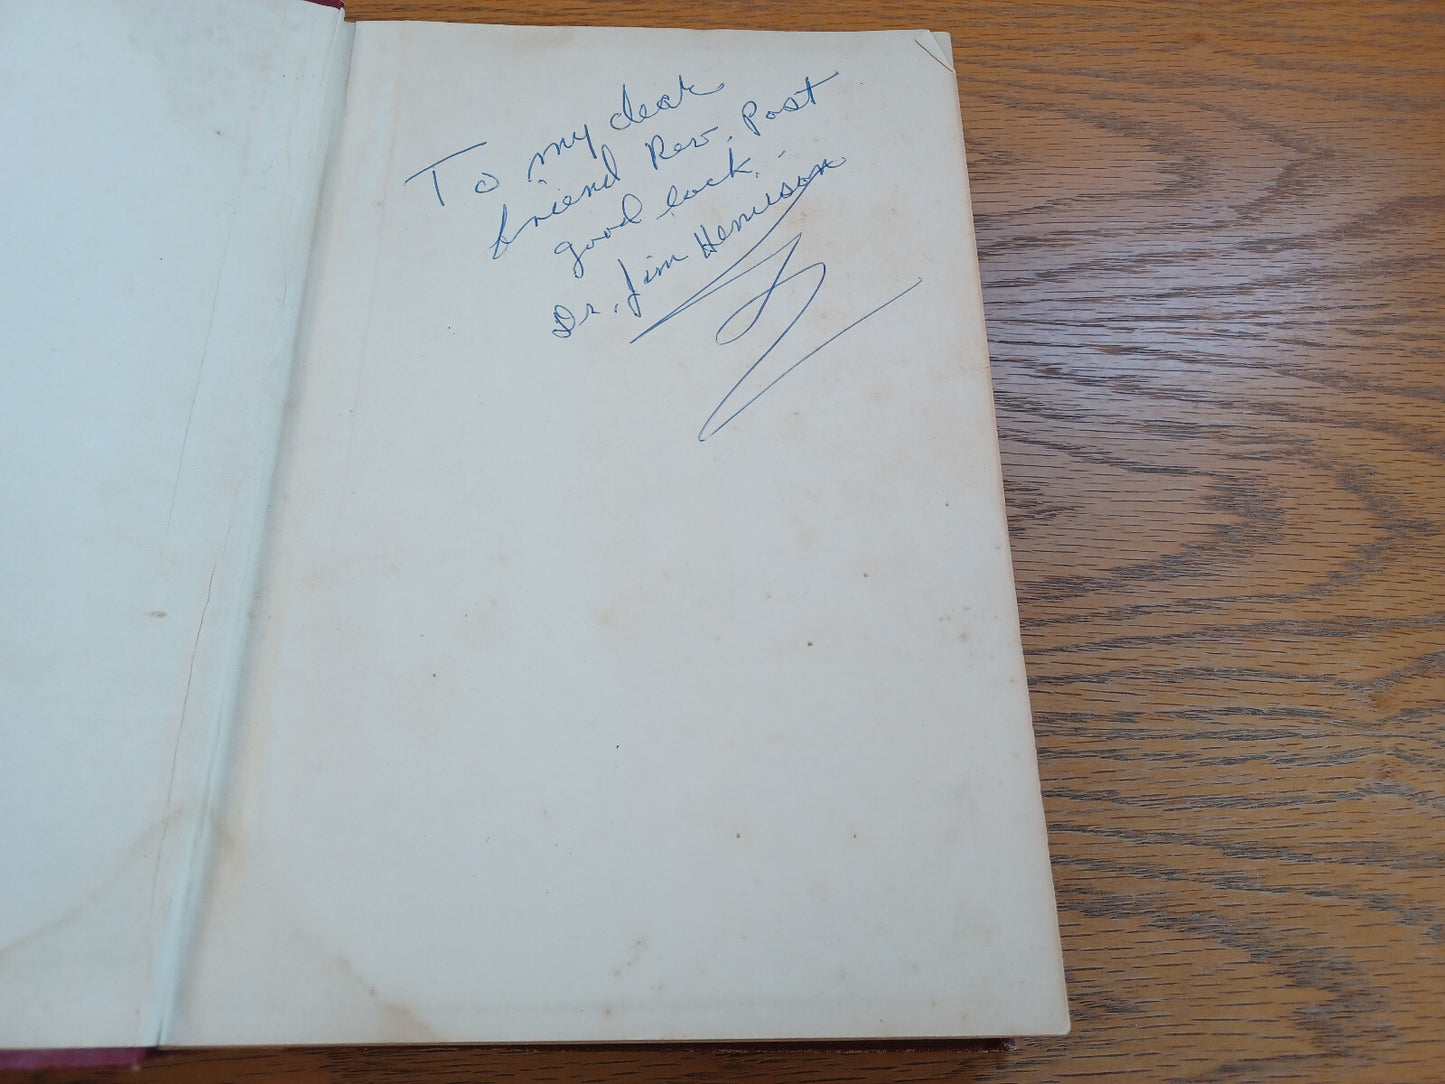 To my dear
friend Rev. Post
good luck.
Dr. Jim Henrison